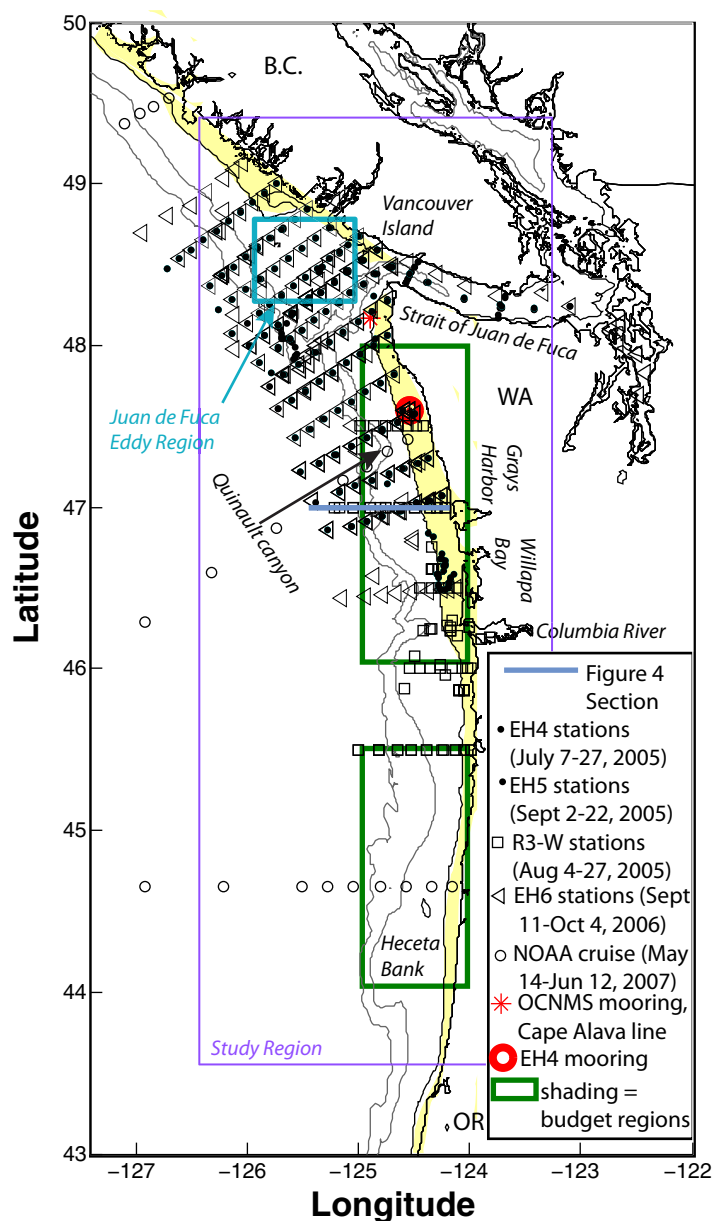 50
49
48
47
46
45
44
43
Latitude
−127
−126
−125
−124
−123
−122
Longitude
B.C.
Vancouver
Island
Strait of Juan de Fuca
WA
Juan de Fuca
Eddy Region
Quinault canyon
Grays
Harbor
Willapa
Bay
Columbia River
Heceta
Bank
Study Region
OR
Figure 4
Section
EH4 stations
(July 7-27, 2005)
EH5 stations
(Sept 2-22, 2005)
R3-W stations
(Aug 4-27, 2005)
EH6 stations (Sept
11-Oct 4, 2006)
NOAA cruise (May
14-Jun 12, 2007)
OCNMS mooring,
Cape Alava line
EH4 mooring
shading =
budget regions